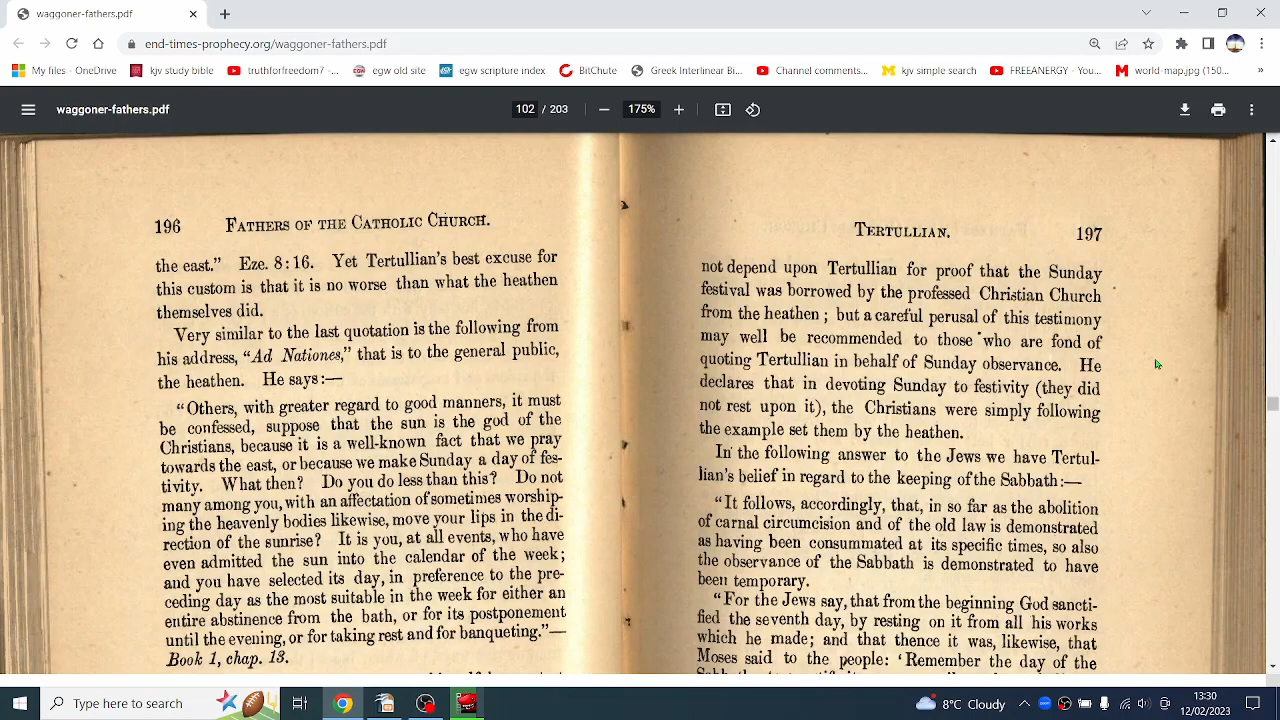 waggoner-fathers.pdf
end-times-prophecy.org/waggoner-fathers.pdf
My files - OneDrive
kjv study bible
truthforfreedom7 -...
egw old site
egw scripture index
BitChute
Greek Interlinear Bi...
Channel comments...
kjv simple search
FREEANERGY - You...
world-map.jpg (150...
»
waggoner-fathers.pdf
102 / 203
175%
196 FATHERS OF THE CATHOLIC CHURCH.
the east.” Eze. 8:16. Yet Tertullian’s best excuse for
this custom is that it is no worse than what the heathen
themselves did.
Very similar to the last quotation is the following from
his address, “Ad Nationes,” that is to the general public,
the heathen. He says:—
“Others, with greater regard to good manners, it must
be confessed, suppose that the sun is the god of the
Christians, because it is a well-known fact that we pray
towards the east, or because we make Sunday a day of fes-
tivity. What then? Do you do less than this? Do not
many among you, with an affectation of sometimes worship-
ing the heavenly bodies likewise, move your lips in the di-
rection of the sunrise? It is you, at all events, who have
even admitted the sun into the calendar of the week;
and you have selected its day, in preference to the pre-
ceding day as the most suitable in the week for either an
entire abstinence from the bath, or for its postponement
until the evening, or for taking rest and for banqueting.”—
Book 1, chap. 13.
TERTULLIAN. 197
not depend upon Tertullian for proof that the Sunday
festival was borrowed by the professed Christian Church
from the heathen; but a careful perusal of this testimony
may well be recommended to those who are fond of
quoting Tertullian in behalf of Sunday observance. He
declares that in devoting Sunday to festivity (they did
not rest upon it), the Christians were simply following
the example set them by the heathen.
In the following answer to the Jews we have Tertul-
lian’s belief in regard to the keeping of the Sabbath:—
“It follows, accordingly, that, in so far as the abolition
of carnal circumcision and of the old law is demonstrated
as having been consummated at its specific times, so also
the observance of the Sabbath is demonstrated to have
been temporary.
“For the Jews say, that from the beginning God sancti-
fied the seventh day, by resting on it from all his works
which he made; and that thence it was, likewise, that
Moses said to the people: ‘Remember the day of the
Type here to search
8°C Cloudy
13:30
12/02/2023